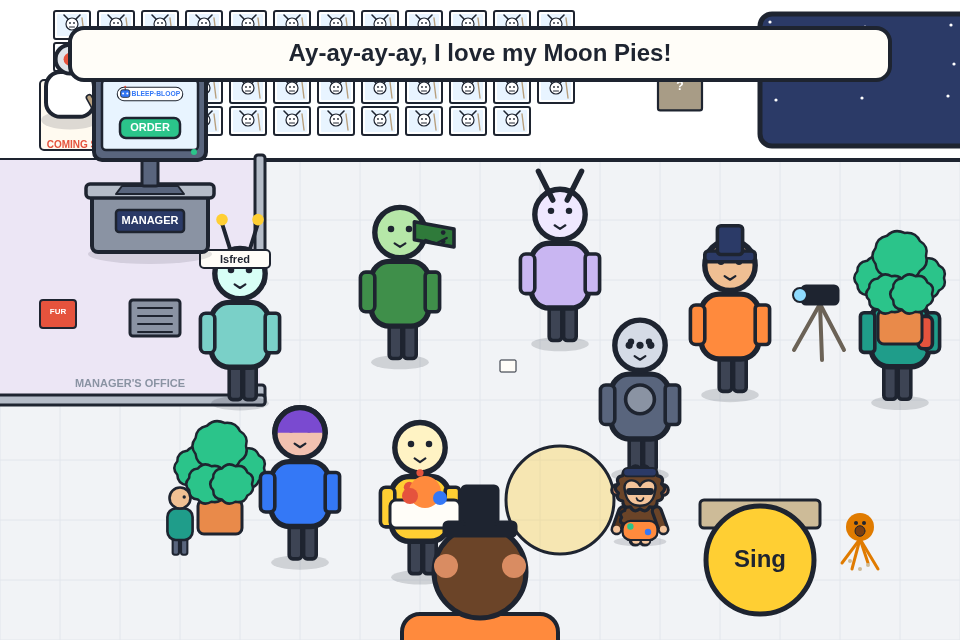 Ay-ay-ay-ay, I love my Moon Pies!
?
BLEEP-BLOOP
ORDER
COMING
MANAGER
Isfred
FUR
MANAGER'S OFFICE
Sing